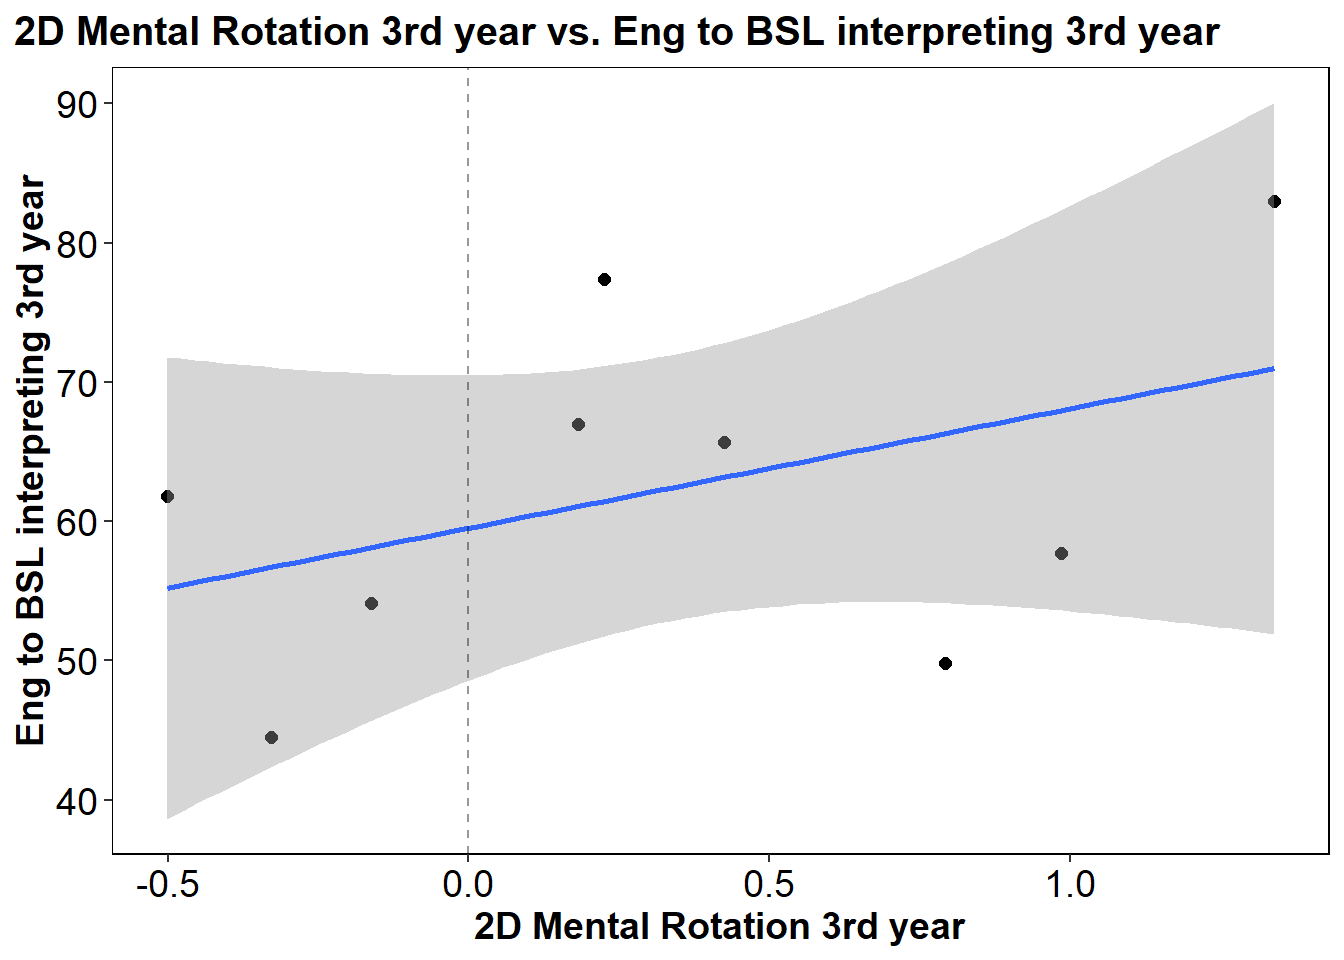 2D Mental Rotation 3rd year vs. Eng to BSL interpreting 3rd year
Eng to BSL interpreting 3rd year
90
80
70
60
50
40
-0.5 0.0 0.5 1.0
2D Mental Rotation 3rd year